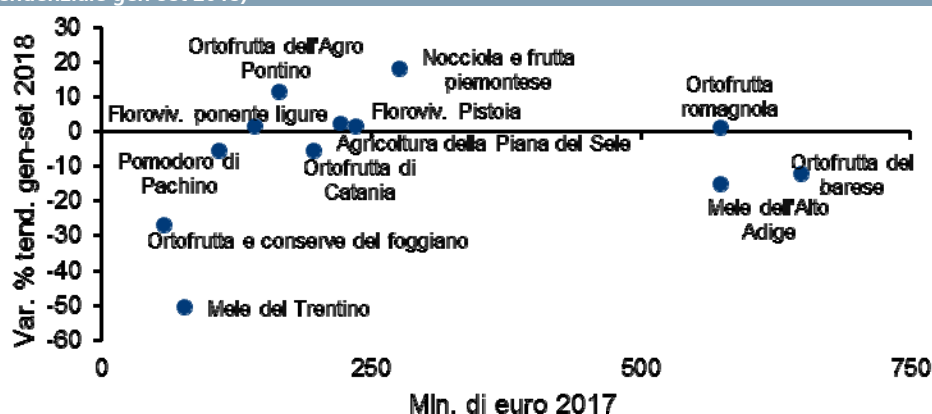 Var. % tend. gen-set 2018
30
20
10
0
-10
-20
-30
-40
-50
-60
Ortofrutta dell'Agro
Pontino
Nocciola e frutta
piemontese
Ortofrutta
romagnola
Floroviv. ponente ligure
Floroviv. Pistoia
Agricoltura della Piana del Sele
Pomodoro di
Pachino
Ortofrutta di
Catania
Ortofrutta del
barese
Mele dell'Alto
Adige
Ortofrutta e conserve del foggiano
Mele del Trentino
0
250
500
750
Mln. di euro 2017